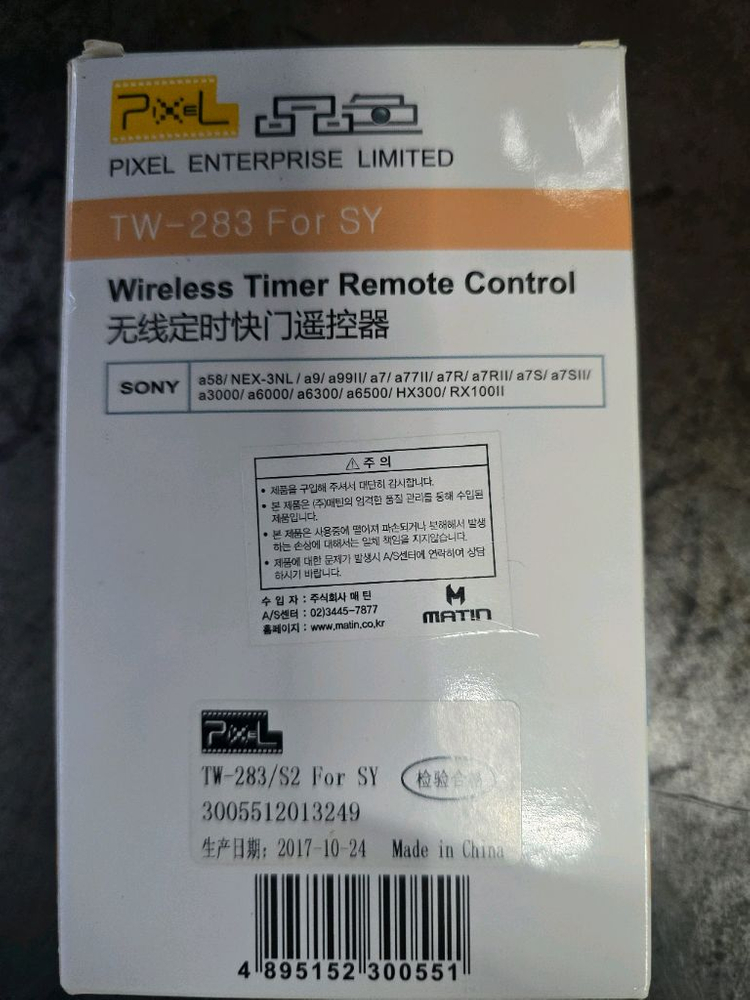 PIXEL
PIXEL ENTERPRISE LIMITED
TW-283 For SY
Wireless Timer Remote Control
无线定时快门遥控器
SONY
a58/ NEX-3NL / a9/ a99II/ a7/ a77II/ a7R/ a7RII/ a7S/ a7SII/
a3000/ a6000/ a6300/ a6500/ HX300/ RX100II
⚠ 주 의
• 제품을 구입해 주셔서 대단히 감사합니다.
• 본 제품은 (주)매틴의 엄격한 품질 관리를 통해 수입된
제품입니다.
• 본 제품은 사용중에 떨어져 파손되거나 분해해서 발생
하는 손상에 대해서는 일체 책임을 지지않습니다.
• 제품에 대한 문제가 발생시 A/S센터에 연락하여 상담
하시기 바랍니다.
수 입 자 : 주식회사 매 틴
A/S센터 : 02)3445-7877
홈페이지 : www.matin.co.kr
MATIN
PIXEL
TW-283/S2 For SY
检验合格
3005512013249
生产日期: 2017-10-24 Made in China
4 895152 300551